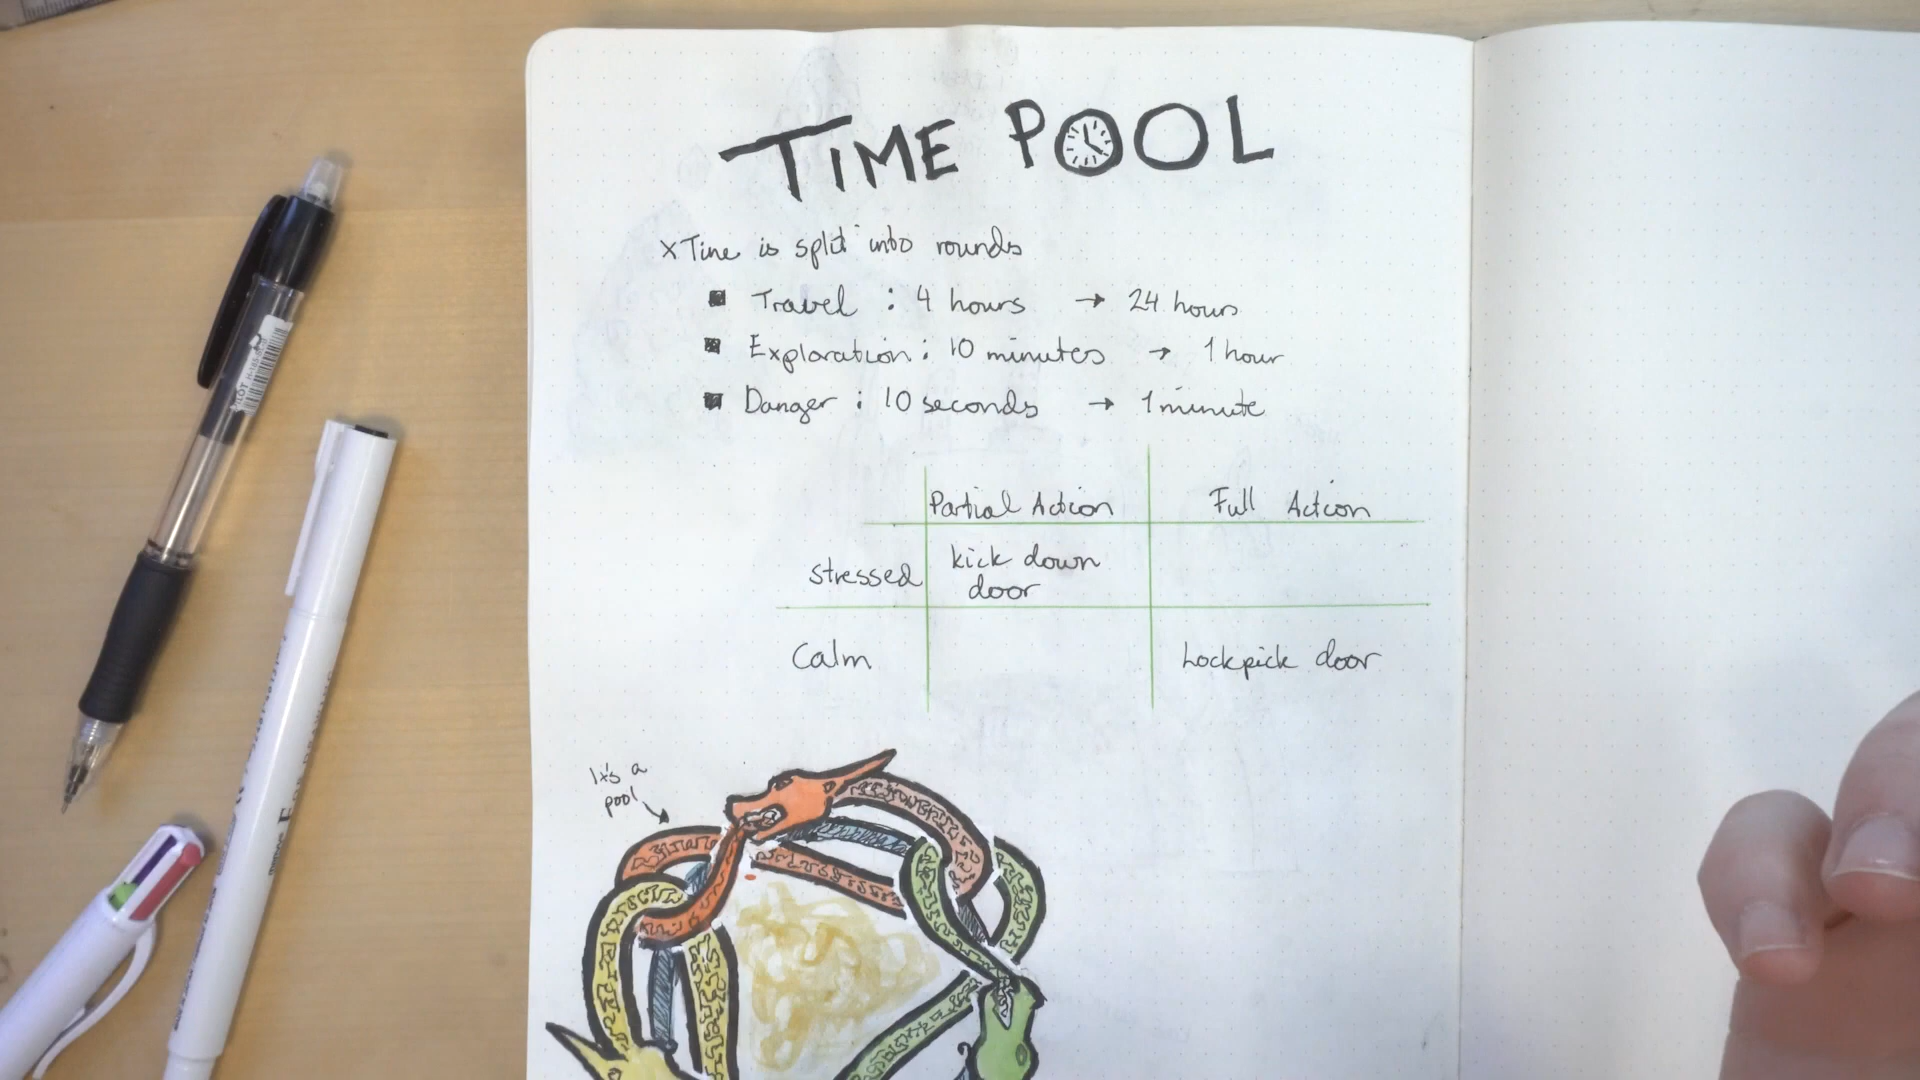 TIME POOL
x Time is split into rounds
Travel : 4 hours → 24 hours
Exploration : 10 minutes → 1 hour
Danger : 10 seconds → 1 minute
Partial Action Full Action
stressed kick down door
Calm Lockpick door
It's a
pool